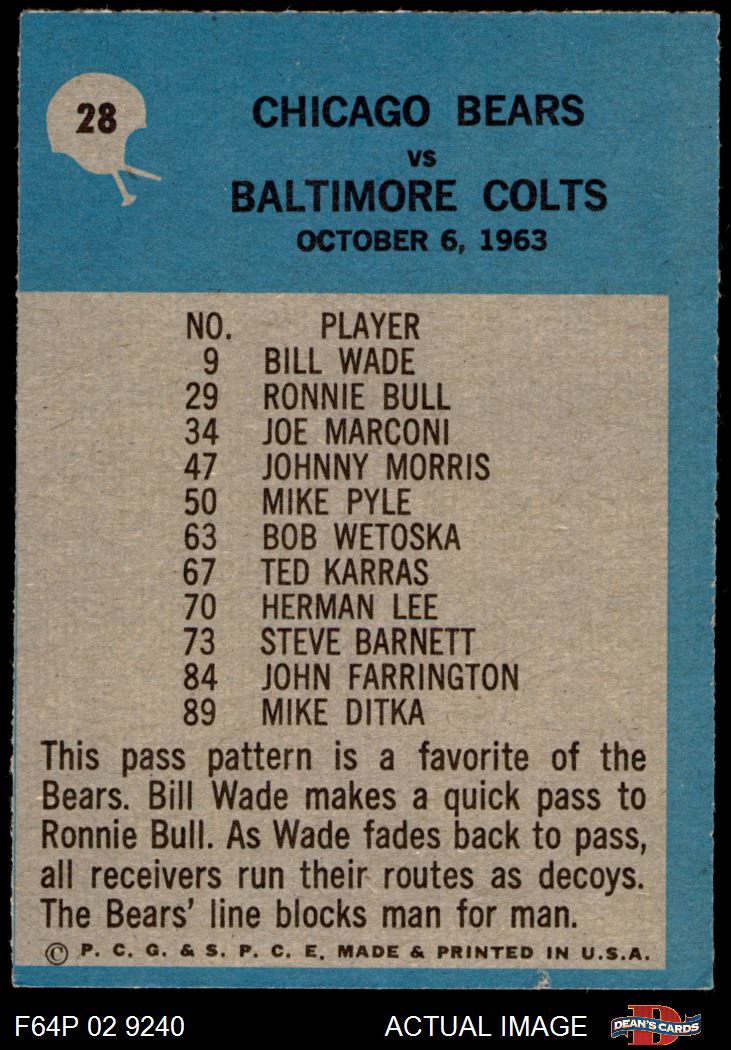 28
CHICAGO BEARS
VS
BALTIMORE COLTS
OCTOBER 6, 1963
NO. PLAYER
9 BILL WADE
29 RONNIE BULL
34 JOE MARCONI
47 JOHNNY MORRIS
50 MIKE PYLE
63 BOB WETOSKA
67 TED KARRAS
70 HERMAN LEE
73 STEVE BARNETT
84 JOHN FARRINGTON
89 MIKE DITKA
This pass pattern is a favorite of the
Bears. Bill Wade makes a quick pass to
Ronnie Bull. As Wade fades back to pass,
all receivers run their routes as decoys.
The Bears' line blocks man for man.
© P. C. G. & S. P. C. E. MADE & PRINTED IN U.S.A.
F64P 02 9240 ACTUAL IMAGE D DEAN'S CARDS